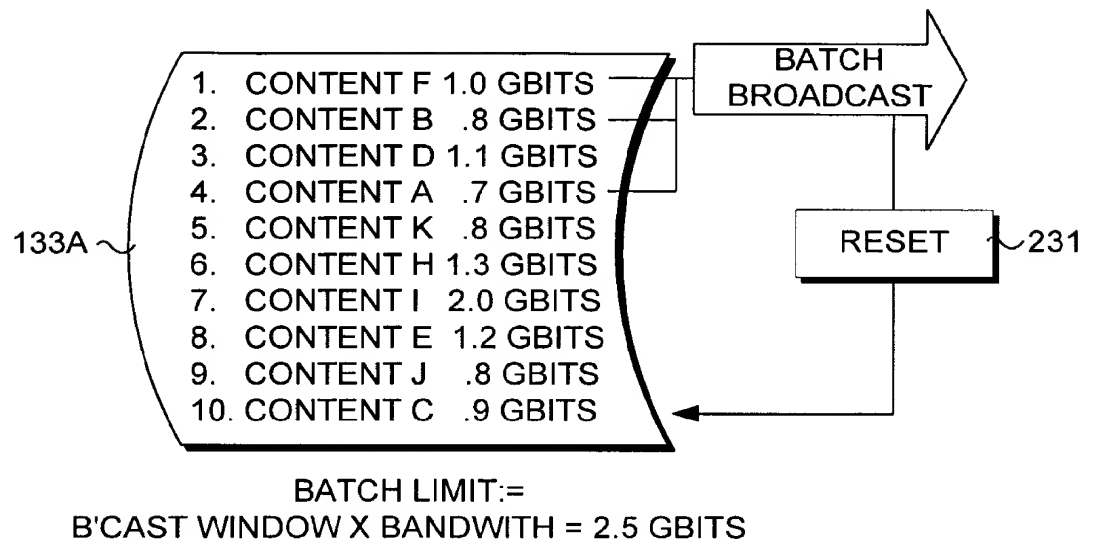 BATCH
BROADCAST
1. CONTENT F 1.0 GBITS
2. CONTENT B .8 GBITS
3. CONTENT D 1.1 GBITS
4. CONTENT A .7 GBITS
5. CONTENT K .8 GBITS
6. CONTENT H 1.3 GBITS
7. CONTENT I 2.0 GBITS
8. CONTENT E 1.2 GBITS
9. CONTENT J .8 GBITS
10. CONTENT C .9 GBITS
133A
RESET
231
BATCH LIMIT:=
B'CAST WINDOW X BANDWITH = 2.5 GBITS